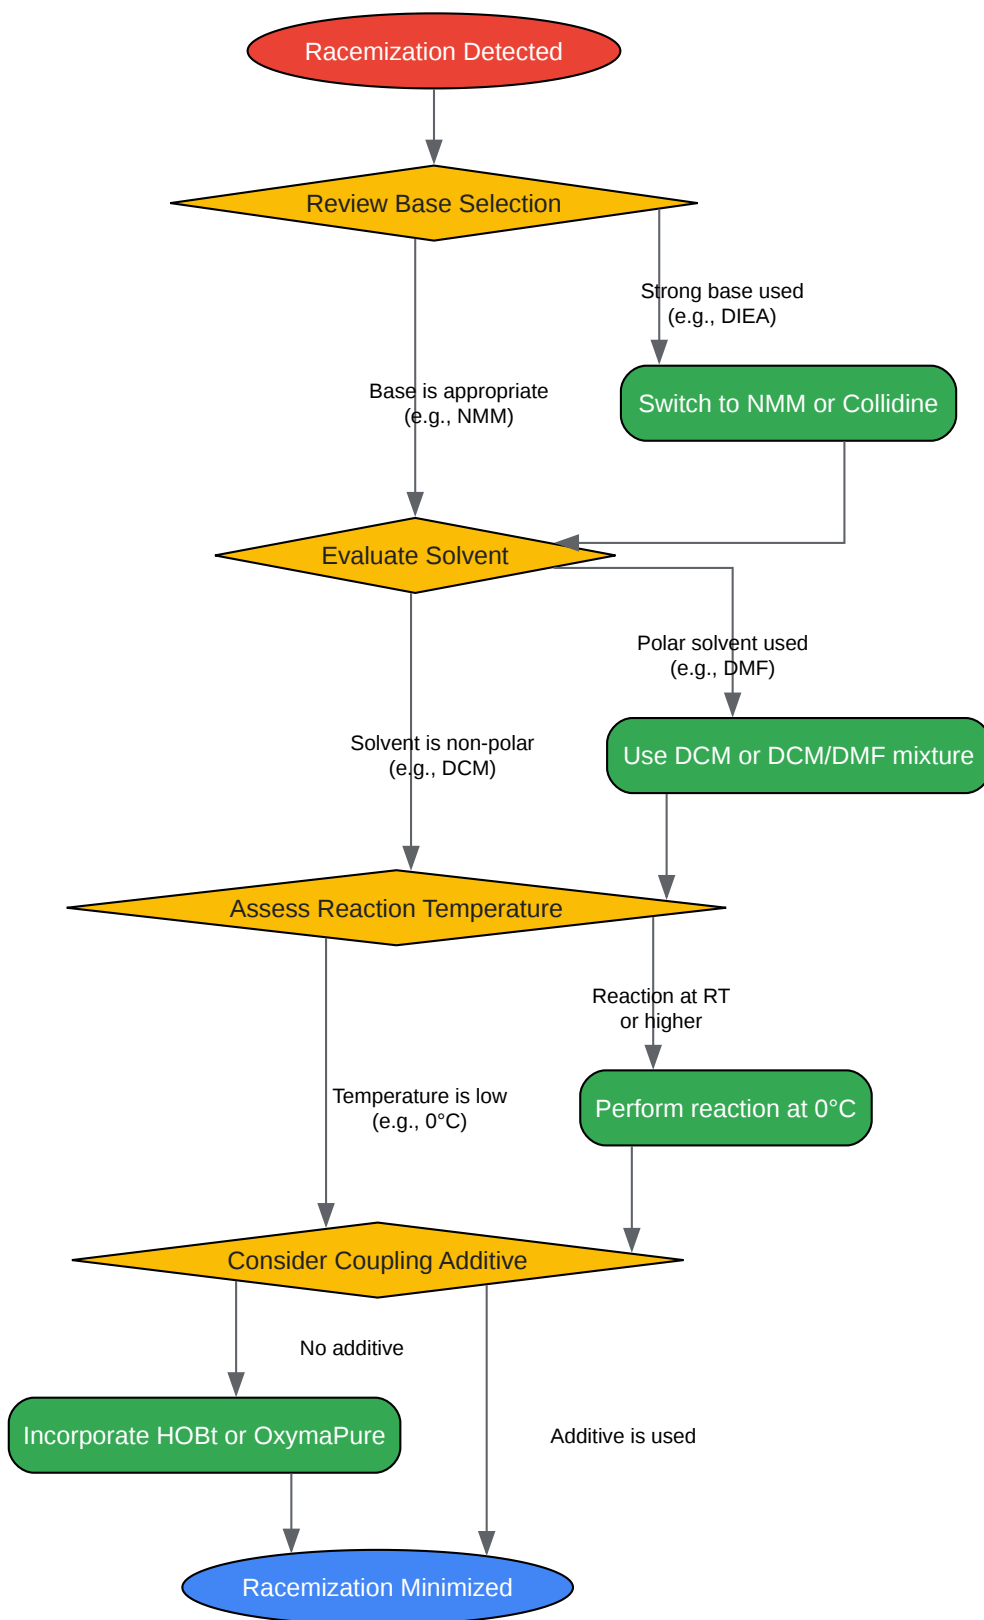 Racemization Detected
Review Base Selection
Strong base used
(e.g., DIEA)
Base is appropriate
(e.g., NMM)
Switch to NMM or Collidine
Evaluate Solvent
Polar solvent used
(e.g., DMF)
Solvent is non-polar
(e.g., DCM)
Use DCM or DCM/DMF mixture
Assess Reaction Temperature
Reaction at RT
or higher
Temperature is low
(e.g., 0°C)
Perform reaction at 0°C
Consider Coupling Additive
No additive
Incorporate HOBt or OxymaPure
Additive is used
Racemization Minimized